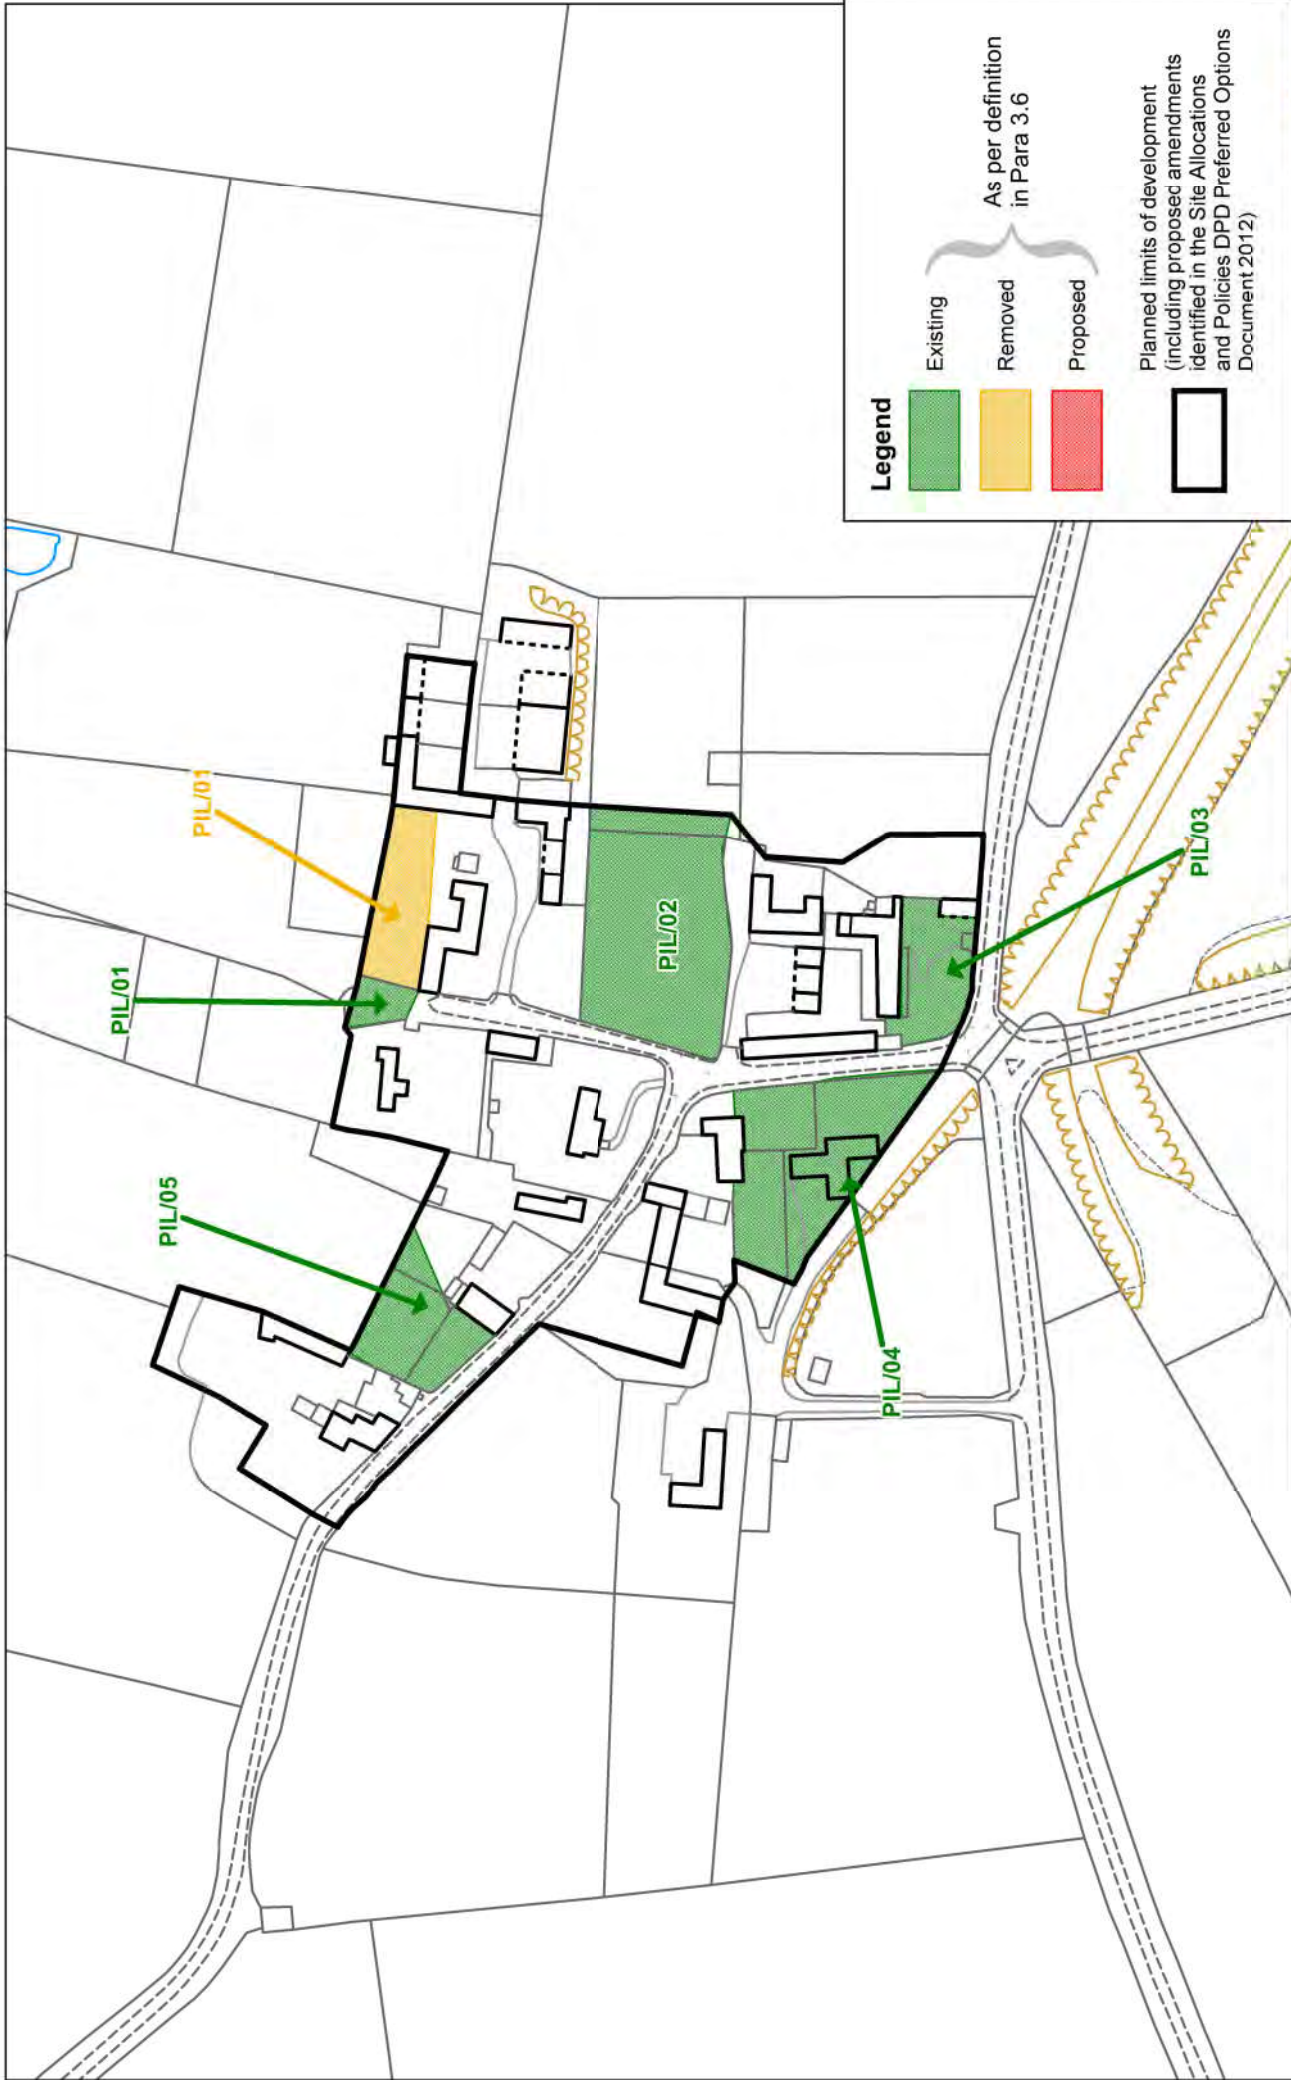 PIL/05
PIL/01
PIL/01
PIL/02
PIL/04
PIL/03
Legend
Existing
Removed
Proposed
As per definition
in Para 3.6
Planned limits of development
(including proposed amendments
identified in the Site Allocations
and Policies DPD Preferred Options
Document 2012)